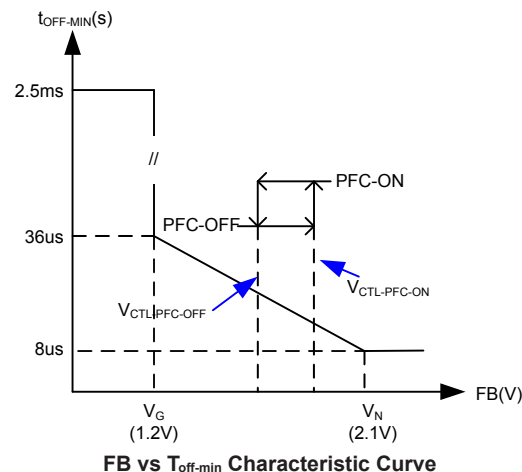 tOFF-MIN(s)
2.5ms
//
PFC-ON
PFC-OFF
36us
VCTL-PFC-ON
VCTL-PFC-OFF
8us
FB(V)
VG
(1.2V)
VN
(2.1V)
FB vs Toff-min Characteristic Curve